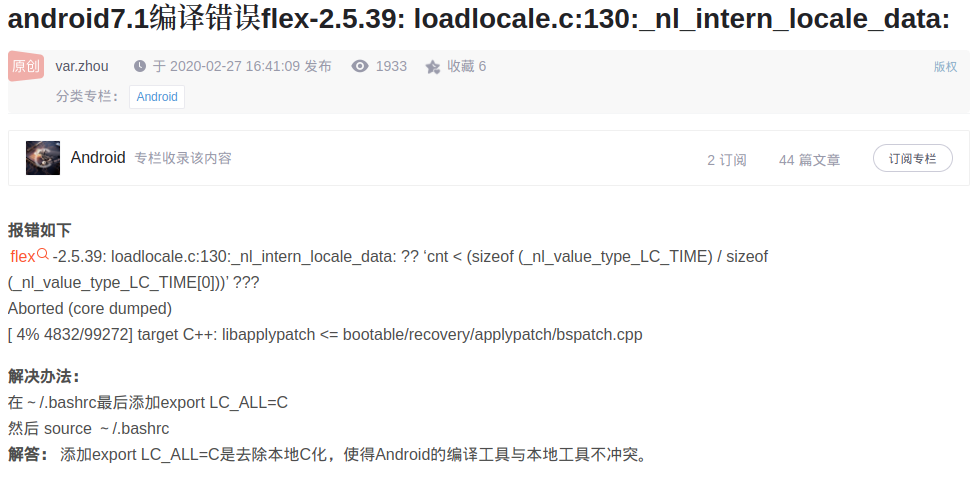 android7.1编译错误flex-2.5.39: loadlocale.c:130:_nl_intern_locale_data:
原创 var.zhou 于 2020-02-27 16:41:09 发布 1933 收藏 6 版权
分类专栏: Android
Android 专栏收录该内容 2 订阅 44 篇文章 订阅专栏
报错如下
flex -2.5.39: loadlocale.c:130:_nl_intern_locale_data: ?? ‘cnt < (sizeof (_nl_value_type_LC_TIME) / sizeof
(_nl_value_type_LC_TIME[0]))’ ???
Aborted (core dumped)
[ 4% 4832/99272] target C++: libapplypatch <= bootable/recovery/applypatch/bspatch.cpp
解决办法：
在 ~ /.bashrc最后添加export LC_ALL=C
然后 source ~ /.bashrc
解答： 添加export LC_ALL=C是去除本地C化，使得Android的编译工具与本地工具不冲突。